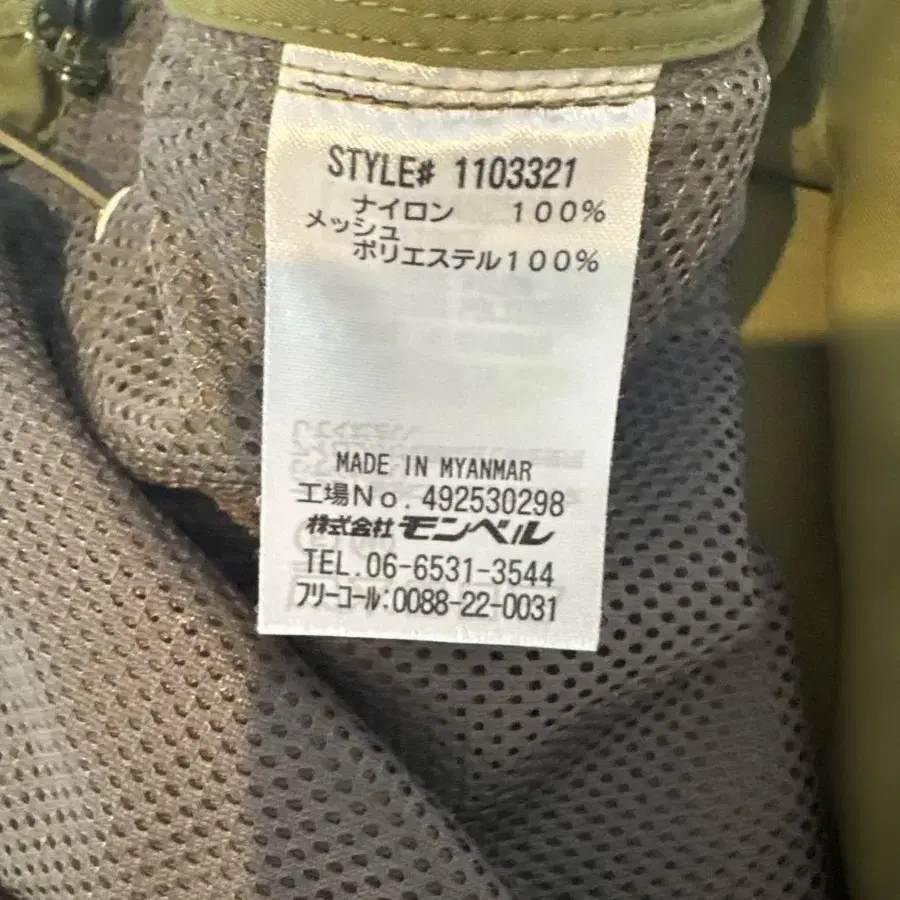 STYLE# 1103321
ナイロン 100%
メッシュ
ポリエステル100%
MADE IN MYANMAR
工場No. 492530298
株式会社 モンベル
TEL.06-6531-3544
フリーコール:0088-22-0031